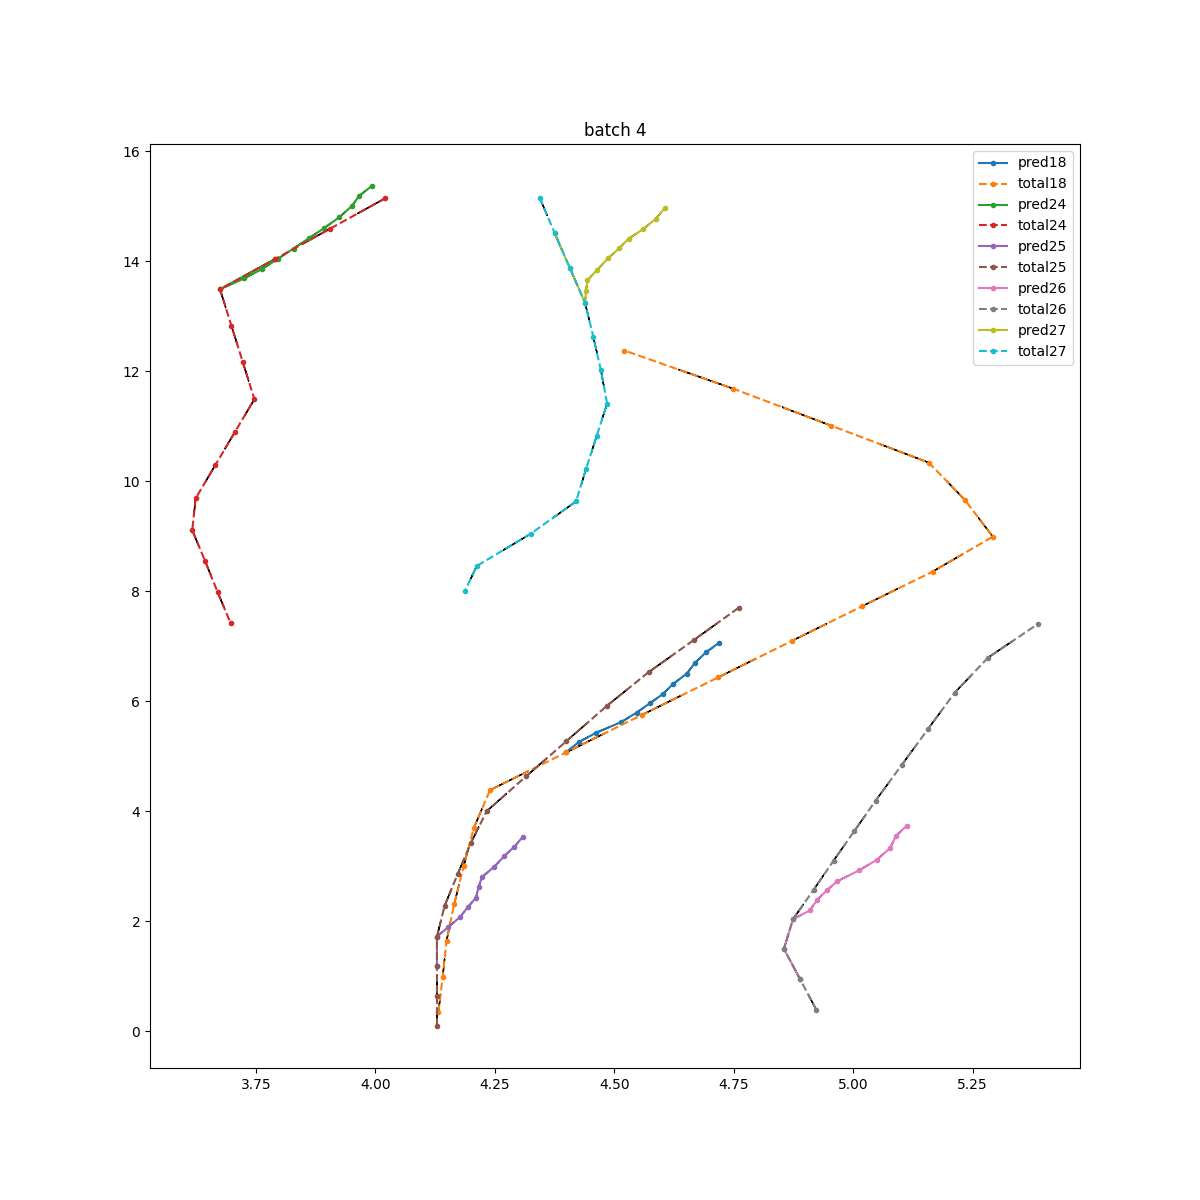 batch 4
pred18
total18
pred24
total24
pred25
total25
pred26
total26
pred27
total27
16
14
12
10
8
6
4
2
0
3.75 4.00 4.25 4.50 4.75 5.00 5.25